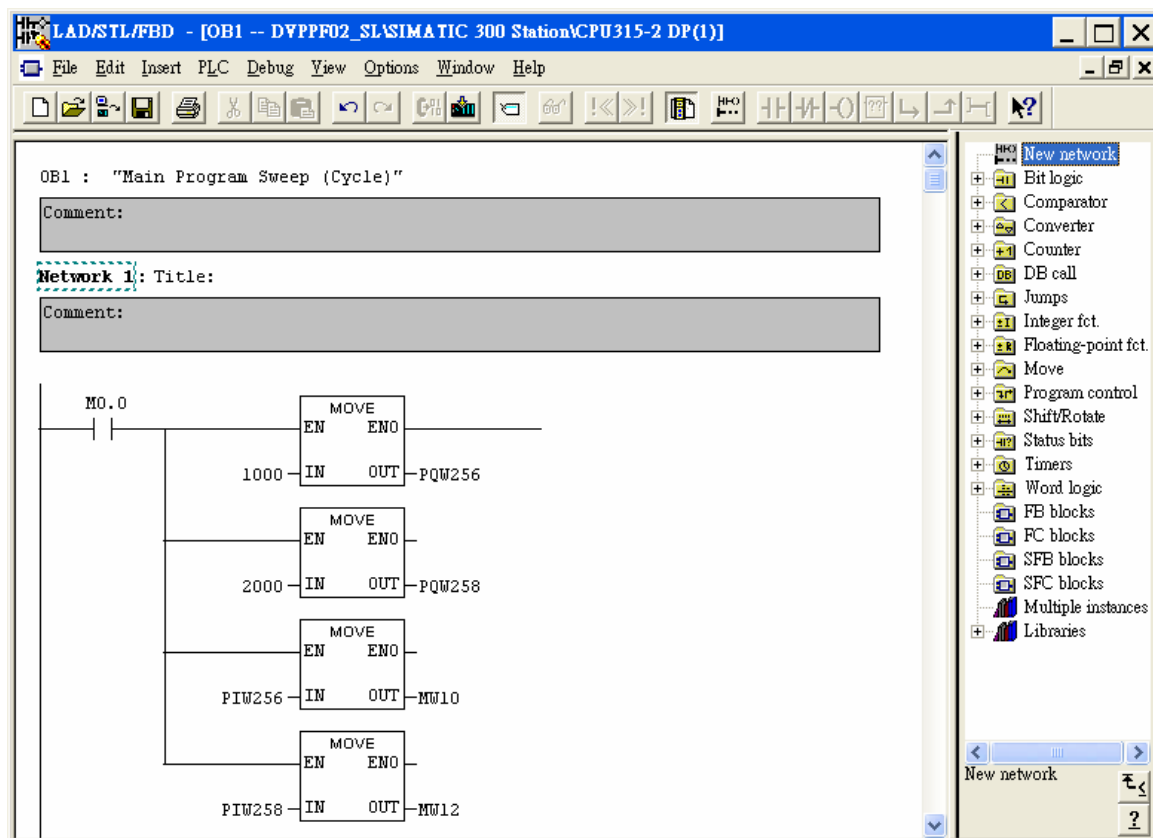 LAD/STL/FBD - [OB1 -- DVPPF02_SL\SIMATIC 300 Station\CPU315-2 DP(1)]
File Edit Insert PLC Debug View Options Window Help
OB1 : "Main Program Sweep (Cycle)"
Comment:
Network 1: Title:
Comment:
M0.0
MOVE
EN ENO
1000 IN OUT PQW256
MOVE
EN ENO
2000 IN OUT PQW258
MOVE
EN ENO
PIW256 IN OUT MW10
MOVE
EN ENO
PIW258 IN OUT MW12
New network
Bit logic
Comparator
Converter
Counter
DB call
Jumps
Integer fct.
Floating-point fct.
Move
Program control
Shift/Rotate
Status bits
Timers
Word logic
FB blocks
FC blocks
SFB blocks
SFC blocks
Multiple instances
Libraries
New network